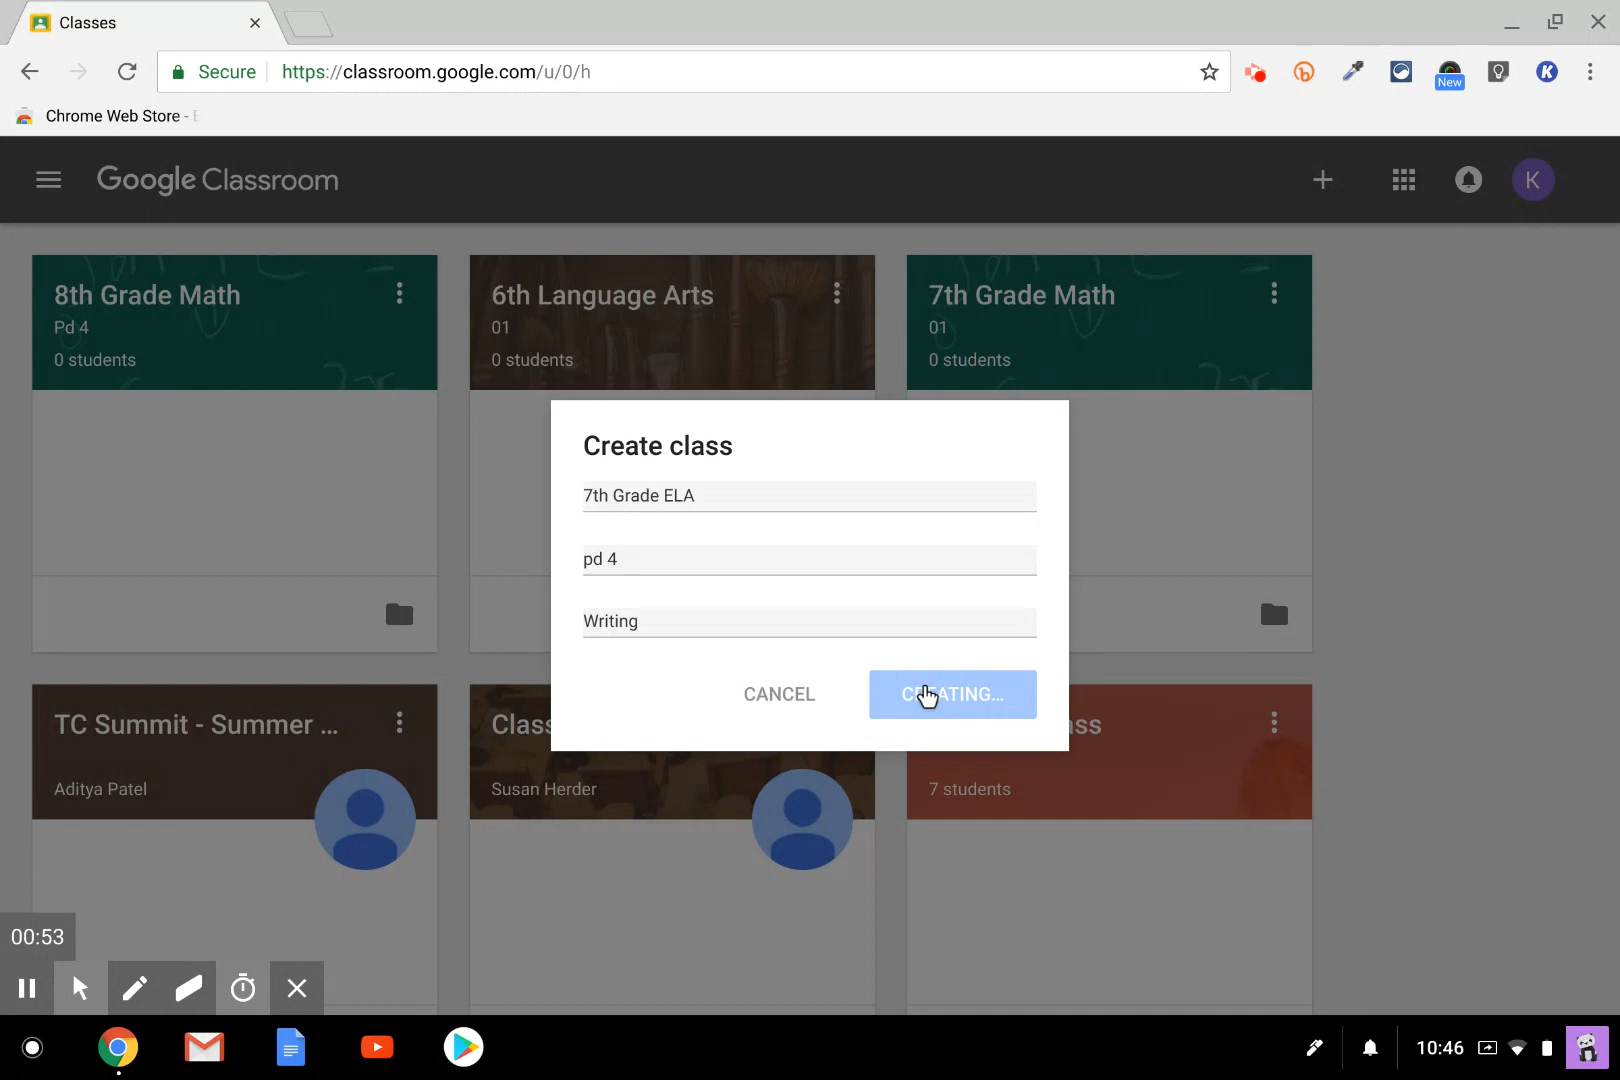 Classes
Secure
https://classroom.google.com/u/0/h
New
K
Chrome Web Store -
Google Classroom
K
8th Grade Math
Pd 4
0 students
6th Language Arts
01
0 students
7th Grade Math
01
0 students
Create class
7th Grade ELA
pd 4
Writing
CANCEL
CREATING...
TC Summit - Summer ...
Aditya Patel
Class
Susan Herder
ass
7 students
00:53
10:46